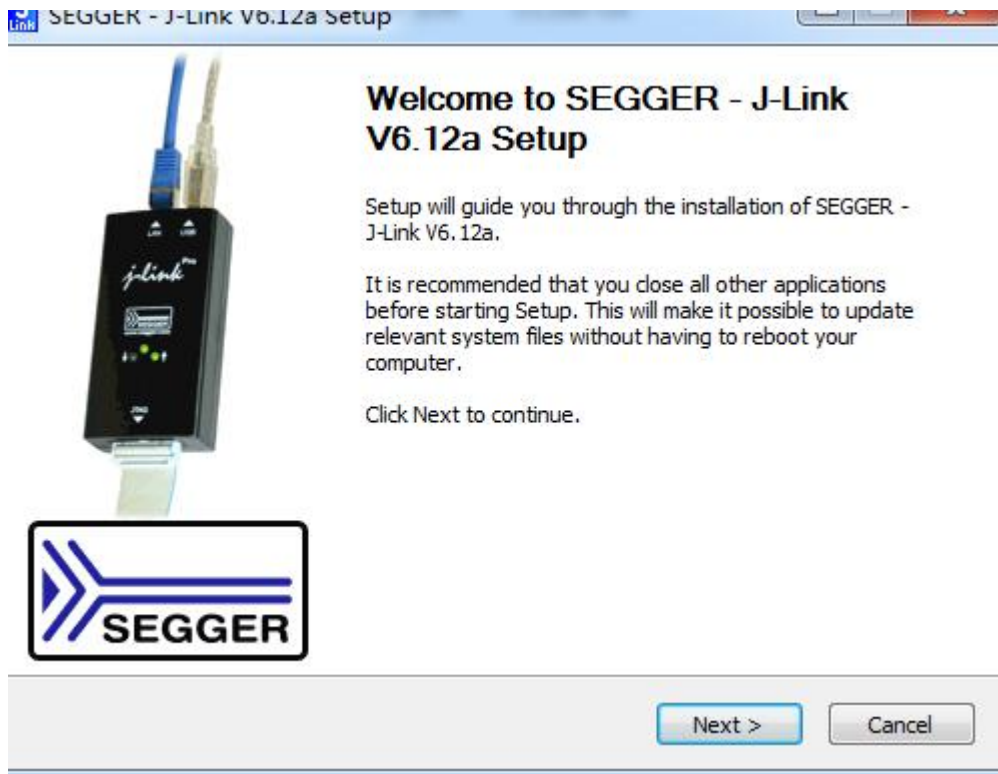 SEGGER - J-Link V6.12a Setup
Welcome to SEGGER - J-Link
V6.12a Setup
Setup will guide you through the installation of SEGGER -
J-Link V6.12a.
It is recommended that you close all other applications
before starting Setup. This will make it possible to update
relevant system files without having to reboot your
computer.
Click Next to continue.
j-link Pro
SEGGER
Next > Cancel